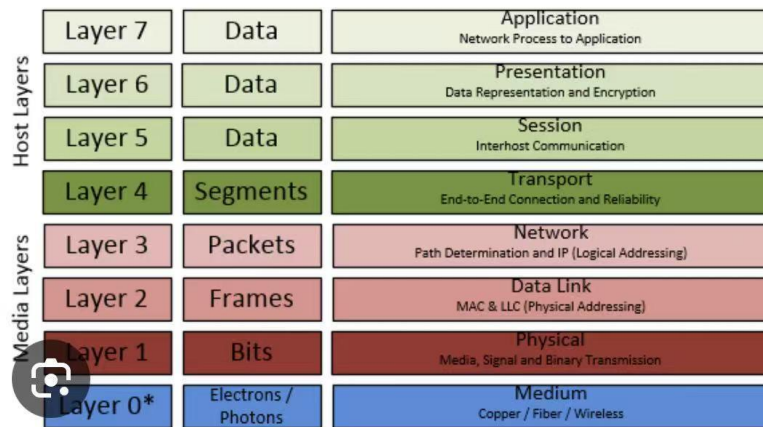 Host Layers
Layer 7 Data Application
Network Process to Application
Layer 6 Data Presentation
Data Representation and Encryption
Layer 5 Data Session
Interhost Communication
Layer 4 Segments Transport
End-to-End Connection and Reliability
Media Layers
Layer 3 Packets Network
Path Determination and IP (Logical Addressing)
Layer 2 Frames Data Link
MAC & LLC (Physical Addressing)
Layer 1 Bits Physical
Media, Signal and Binary Transmission
Layer 0* Electrons / Photons Medium
Copper / Fiber / Wireless